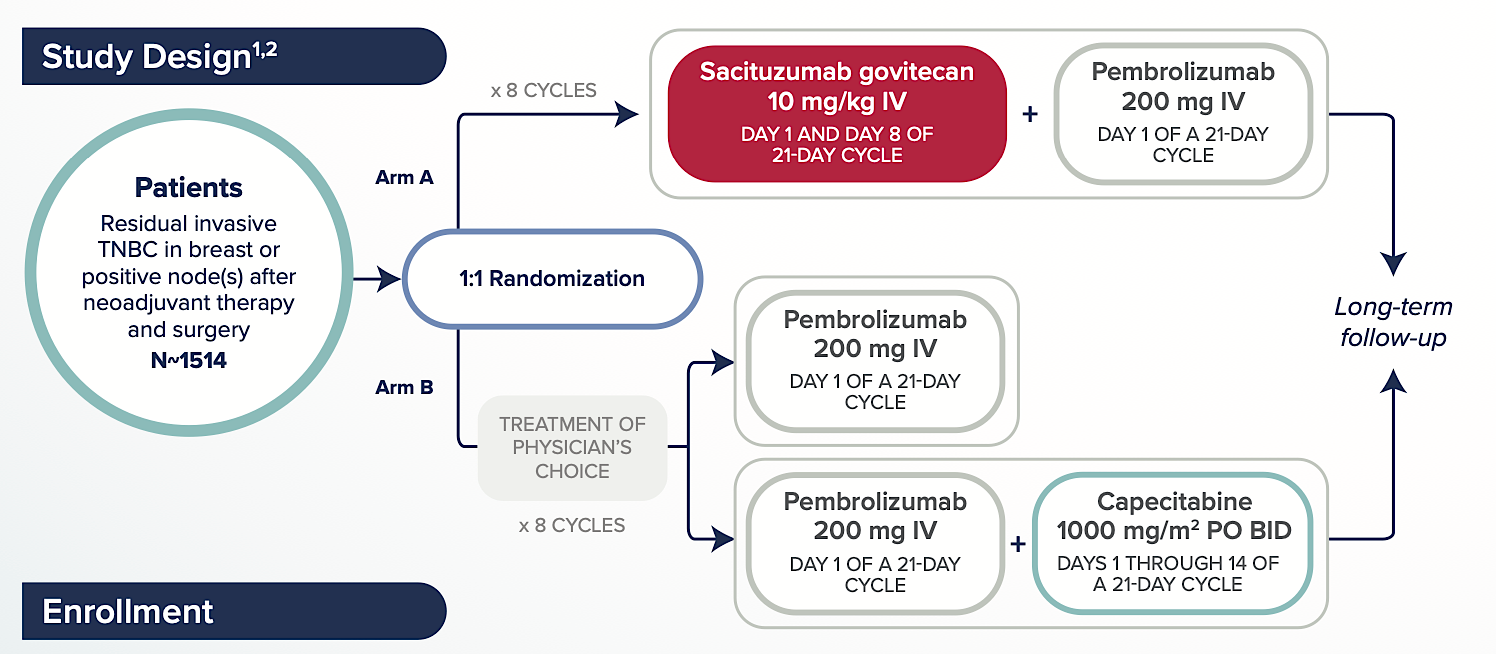 Study Design1,2
Patients
Residual invasive
TNBC in breast or
positive node(s) after
neoadjuvant therapy
and surgery
N~1514
1:1 Randomization
Arm A
x 8 CYCLES
Sacituzumab govitecan
10 mg/kg IV
DAY 1 AND DAY 8 OF
21-DAY CYCLE
+
Pembrolizumab
200 mg IV
DAY 1 OF A 21-DAY
CYCLE
Arm B
TREATMENT OF
PHYSICIAN’S
CHOICE
x 8 CYCLES
Pembrolizumab
200 mg IV
DAY 1 OF A 21-DAY
CYCLE
Pembrolizumab
200 mg IV
DAY 1 OF A 21-DAY
CYCLE
+
Capecitabine
1000 mg/m² PO BID
DAYS 1 THROUGH 14 OF
A 21-DAY CYCLE
Long-term
follow-up
Enrollment